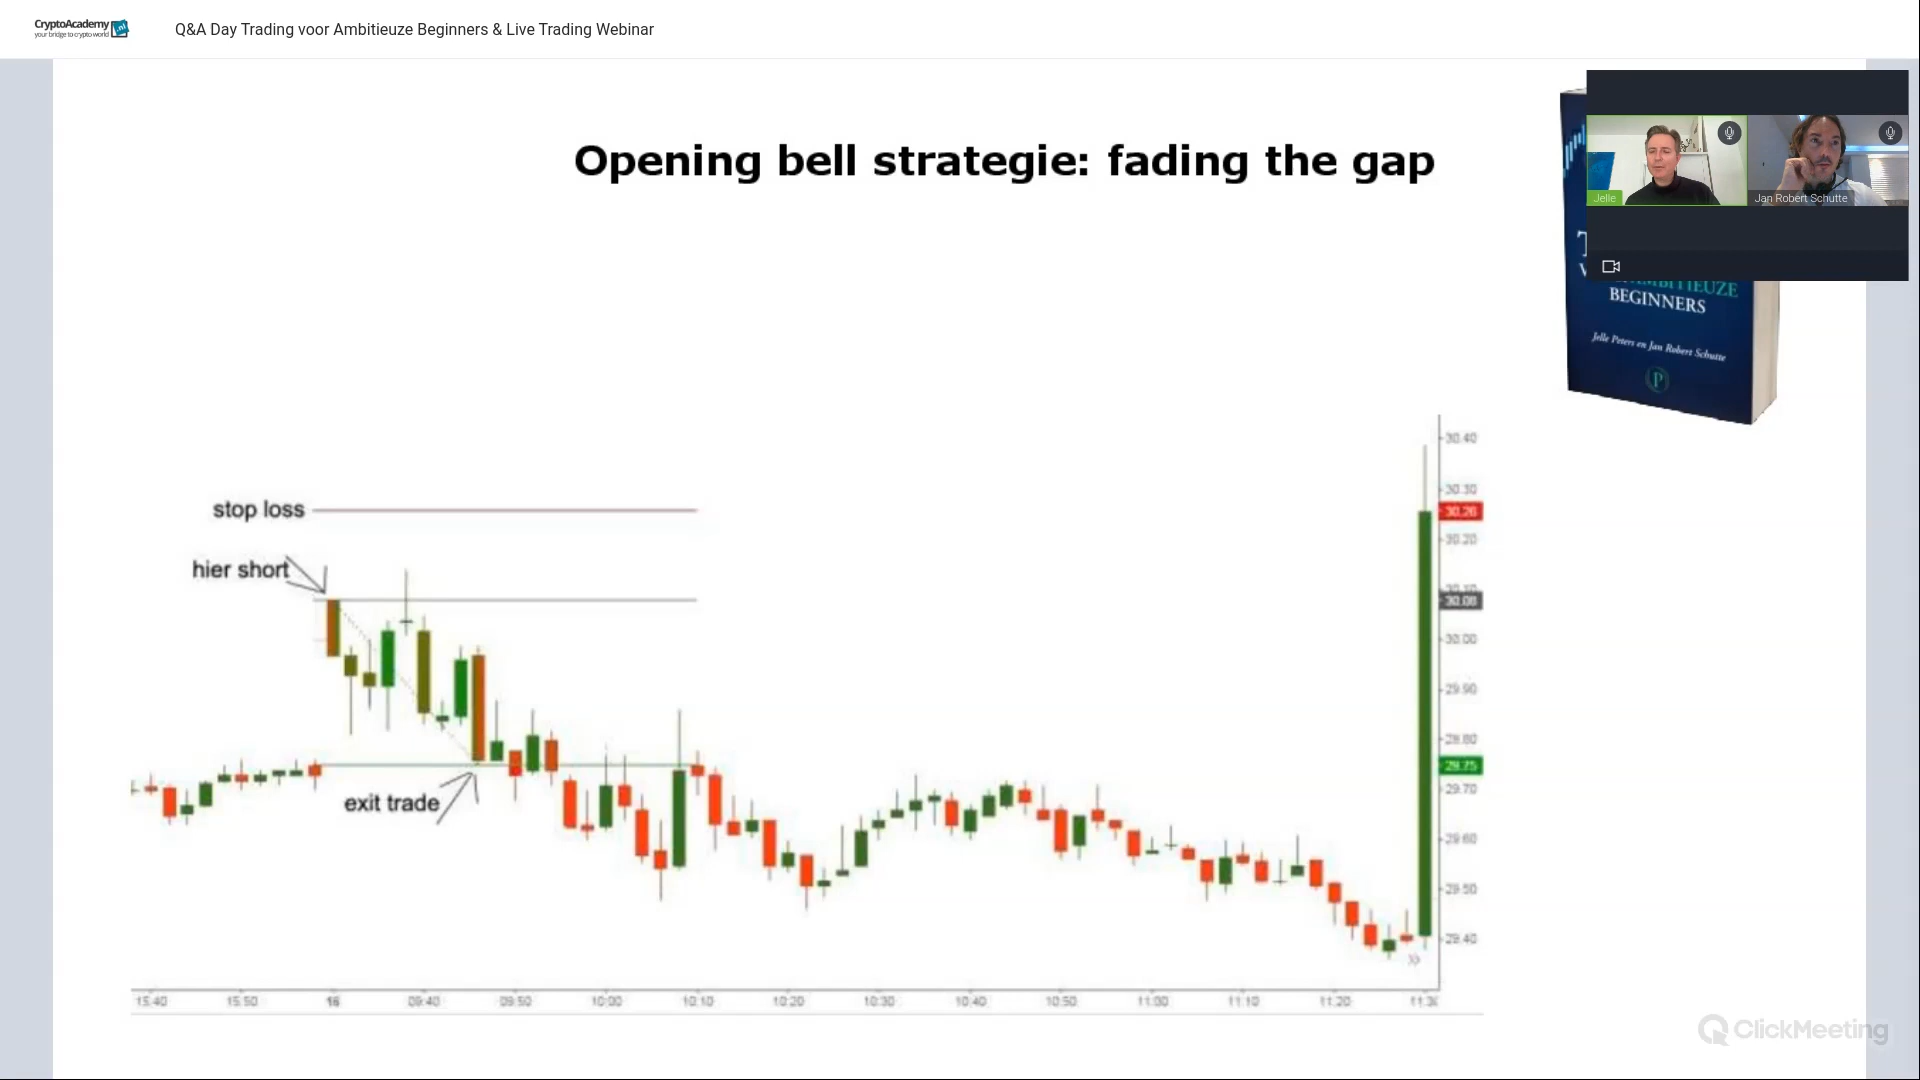 CryptoAcademy.nl
your bridge to crypto world
Q&A Day Trading voor Ambitieuze Beginners & Live Trading Webinar
Opening bell strategie: fading the gap
Jelle
Jan Robert Schutte
AMBITIEUZE
BEGINNERS
Jelle Peters en Jan Robert Schutte
P
stop loss
hier short
exit trade
30.40
30.30
30.26
30.20
30.08
30.00
29.90
29.80
29.75
29.70
29.60
29.50
29.40
15:40 15:50 16 09:40 09:50 10:00 10:10 10:20 10:30 10:40 10:50 11:00 11:10 11:20
ClickMeeting